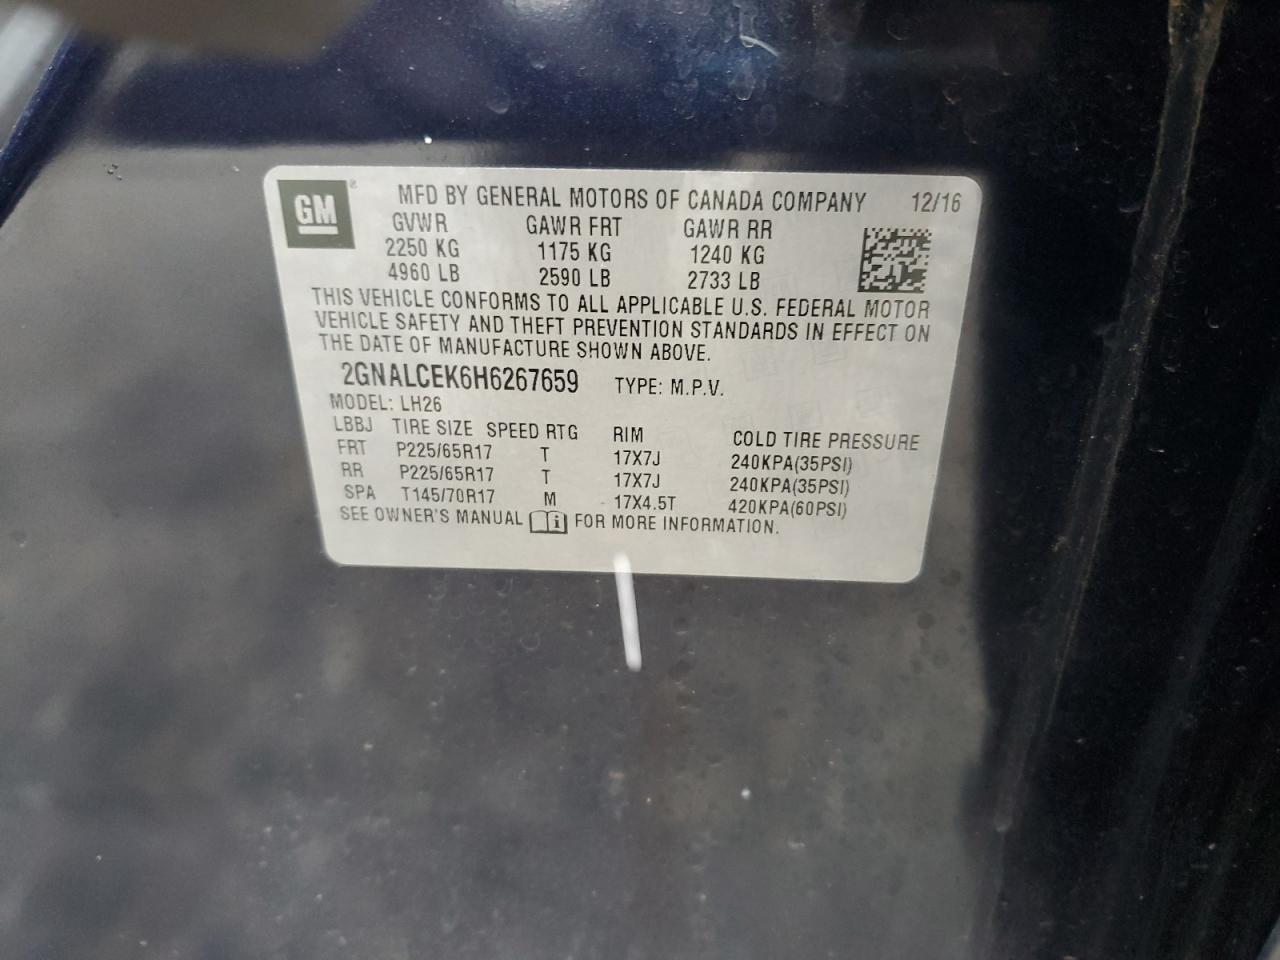 GM ®
MFD BY GENERAL MOTORS OF CANADA COMPANY 12/16
GVWR GAWR FRT GAWR RR
2250 KG 1175 KG 1240 KG
4960 LB 2590 LB 2733 LB
THIS VEHICLE CONFORMS TO ALL APPLICABLE U.S. FEDERAL MOTOR
VEHICLE SAFETY AND THEFT PREVENTION STANDARDS IN EFFECT ON
THE DATE OF MANUFACTURE SHOWN ABOVE.
2GNALCEK6H6267659 TYPE: M.P.V.
MODEL: LH26
LBBJ TIRE SIZE SPEED RTG RIM COLD TIRE PRESSURE
FRT P225/65R17 T 17X7J 240KPA(35PSI)
RR P225/65R17 T 17X7J 240KPA(35PSI)
SPA T145/70R17 M 17X4.5T 420KPA(60PSI)
SEE OWNER'S MANUAL i FOR MORE INFORMATION.